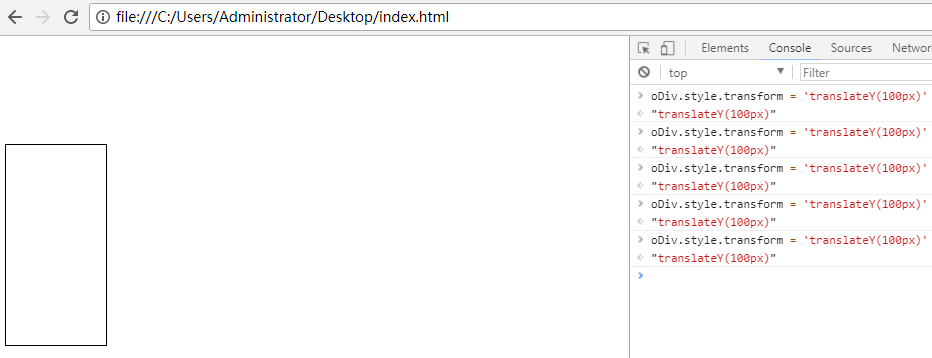 file:///C:/Users/Administrator/Desktop/index.html
Elements Console Sources Networ
top Filter
oDiv.style.transform = 'translateY(100px)'
"translateY(100px)"
oDiv.style.transform = 'translateY(100px)'
"translateY(100px)"
oDiv.style.transform = 'translateY(100px)'
"translateY(100px)"
oDiv.style.transform = 'translateY(100px)'
"translateY(100px)"
oDiv.style.transform = 'translateY(100px)'
"translateY(100px)"